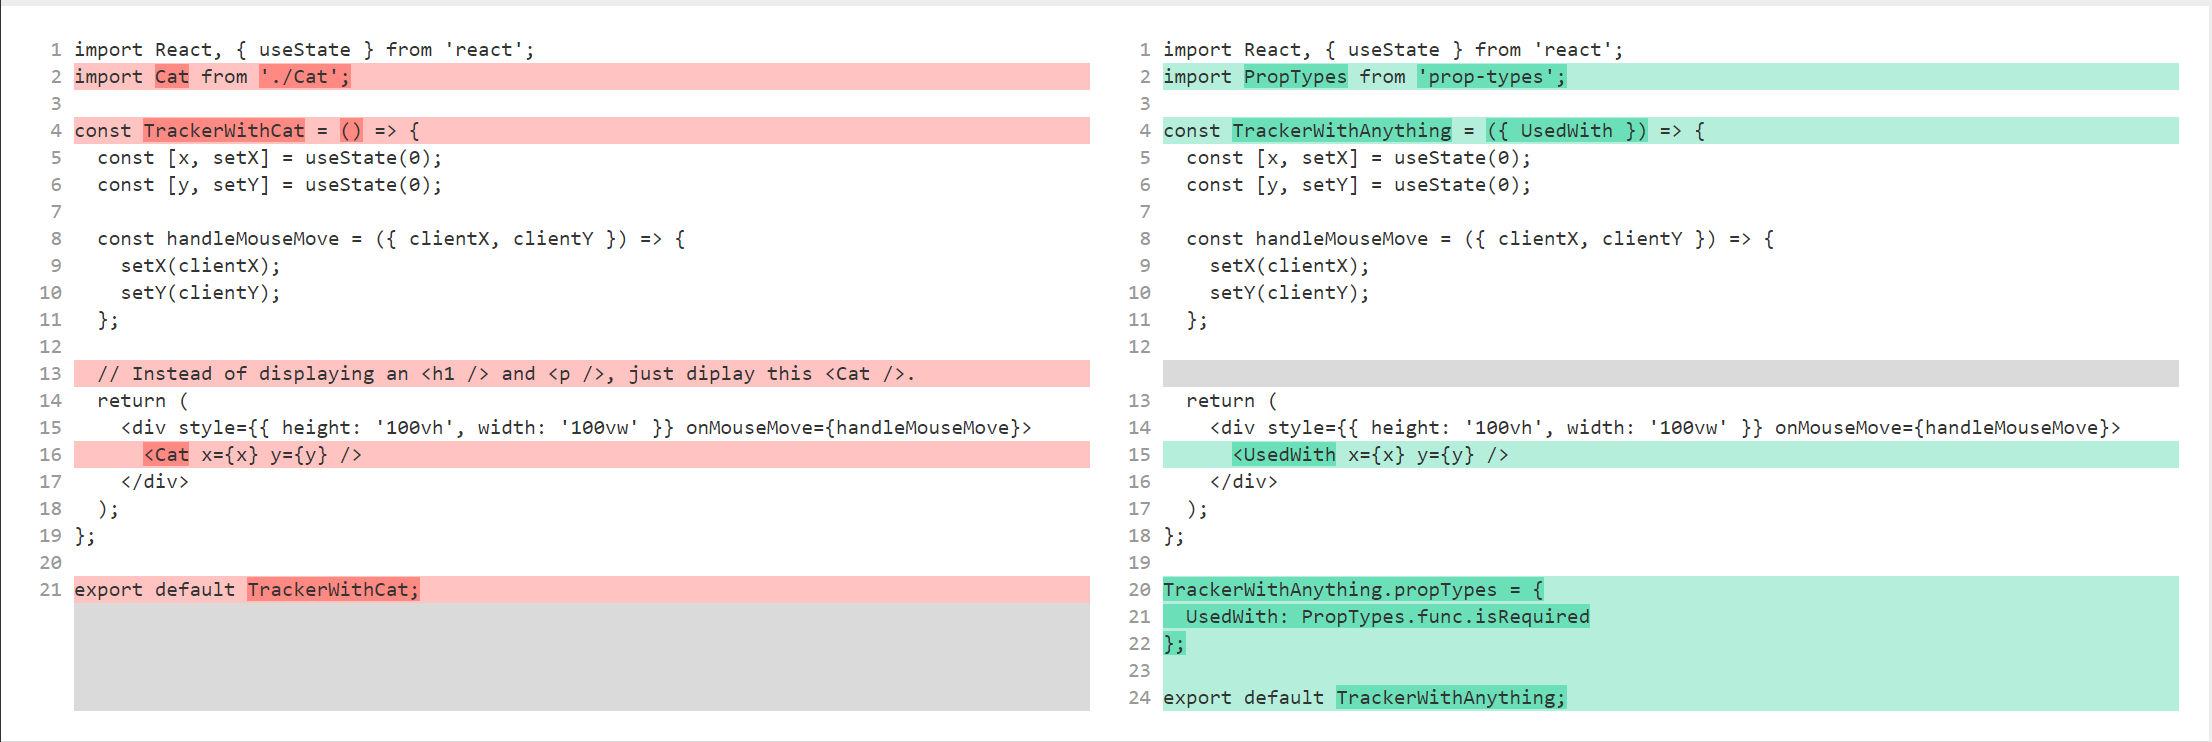 1 import React, { useState } from 'react';
2 import Cat from './Cat';
3
4 const TrackerWithCat = () => {
5   const [x, setX] = useState(0);
6   const [y, setY] = useState(0);
7
8   const handleMouseMove = ({ clientX, clientY }) => {
9     setX(clientX);
10     setY(clientY);
11   };
12
13   // Instead of displaying an <h1 /> and <p />, just diplay this <Cat />.
14   return (
15     <div style={{ height: '100vh', width: '100vw' }} onMouseMove={handleMouseMove}>
16       <Cat x={x} y={y} />
17     </div>
18   );
19 };
20
21 export default TrackerWithCat;
1 import React, { useState } from 'react';
2 import PropTypes from 'prop-types';
3
4 const TrackerWithAnything = ({ UsedWith }) => {
5   const [x, setX] = useState(0);
6   const [y, setY] = useState(0);
7
8   const handleMouseMove = ({ clientX, clientY }) => {
9     setX(clientX);
10     setY(clientY);
11   };
12
13   return (
14     <div style={{ height: '100vh', width: '100vw' }} onMouseMove={handleMouseMove}>
15       <UsedWith x={x} y={y} />
16     </div>
17   );
18 };
19
20 TrackerWithAnything.propTypes = {
21   UsedWith: PropTypes.func.isRequired
22 };
23
24 export default TrackerWithAnything;